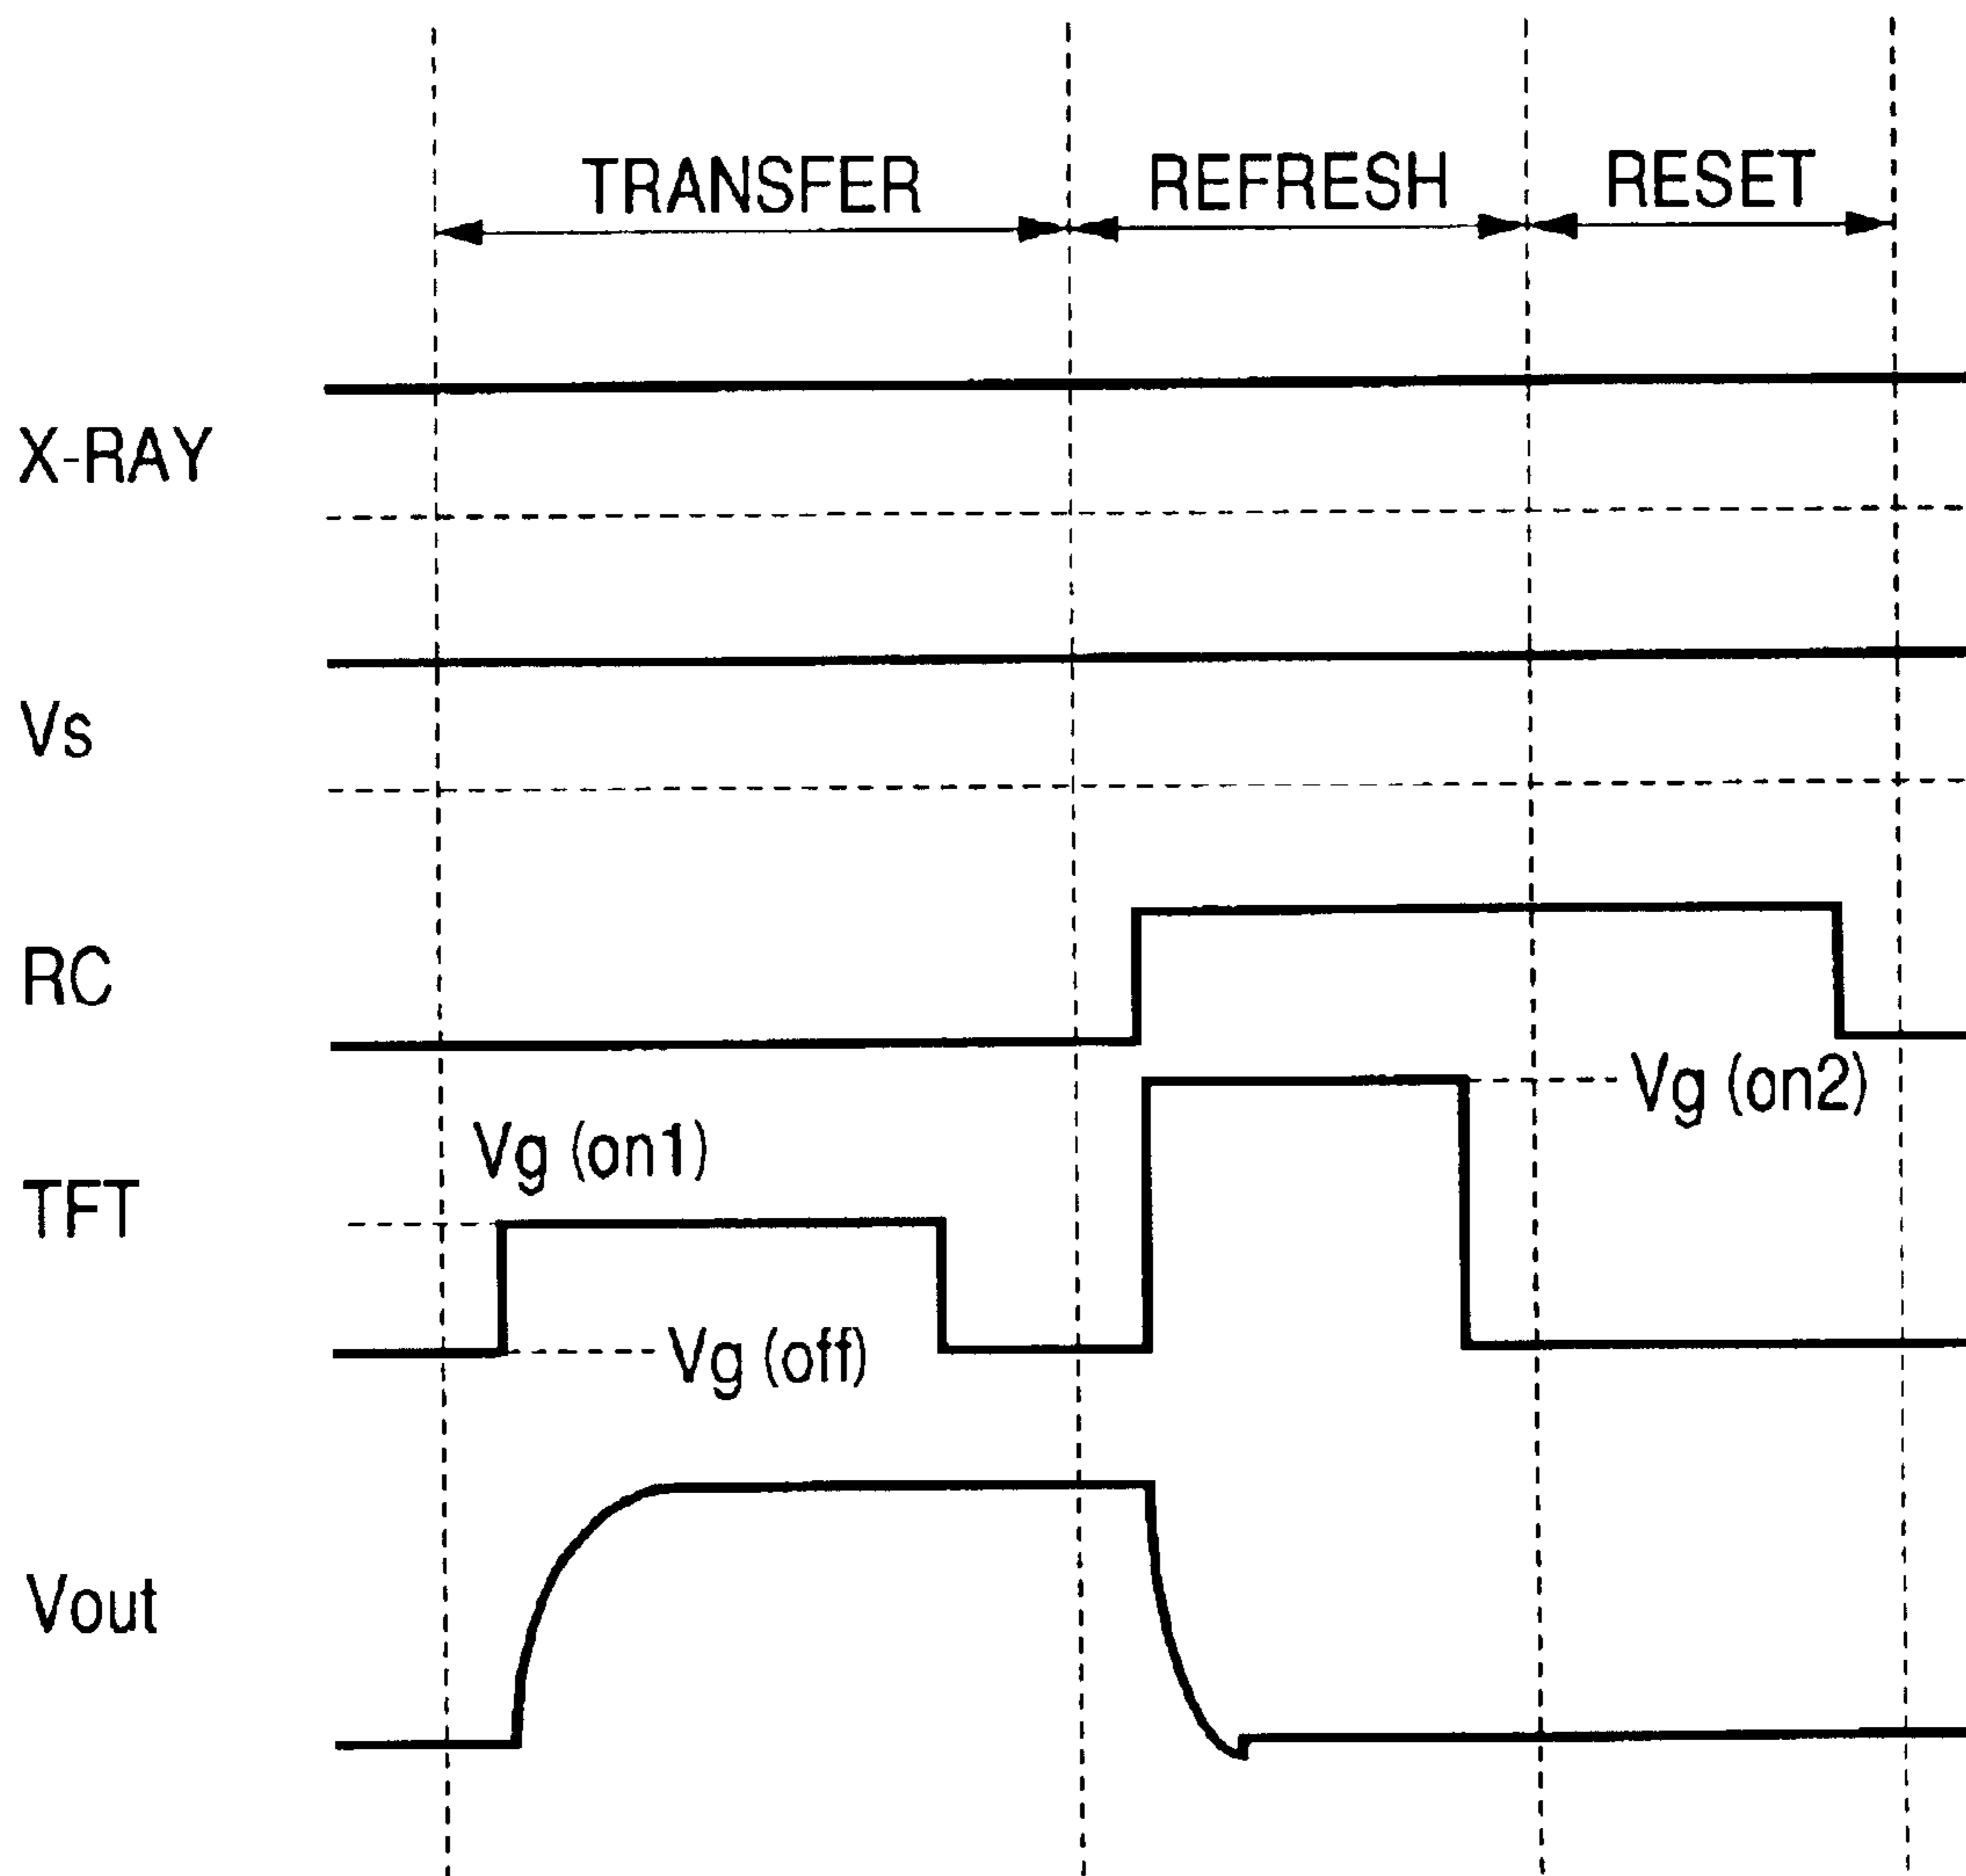 TRANSFER REFRESH RESET
X-RAY
Vs
RC
Vg (on2)
Vg (on1)
TFT
Vg (off)
Vout